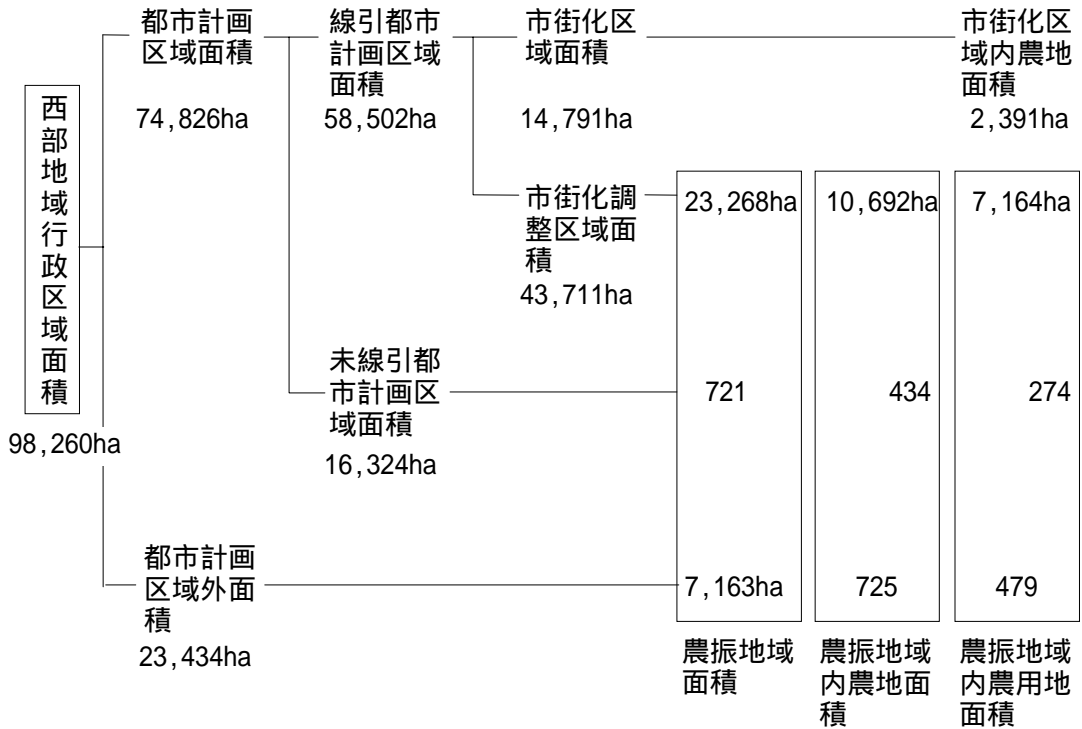 西部地域行政区域面積
98,260ha
都市計画
区域面積
74,826ha
線引都市
計画区域
面積
58,502ha
市街化区
域面積
14,791ha
市街化区
域内農地
面積
2,391ha
市街化調
整区域面
積
43,711ha
23,268ha
10,692ha
7,164ha
未線引都
市計画区
域面積
16,324ha
721
434
274
都市計画
区域外面
積
23,434ha
7,163ha
725
479
農振地域
面積
農振地域
内農地面
積
農振地域
内農用地
面積